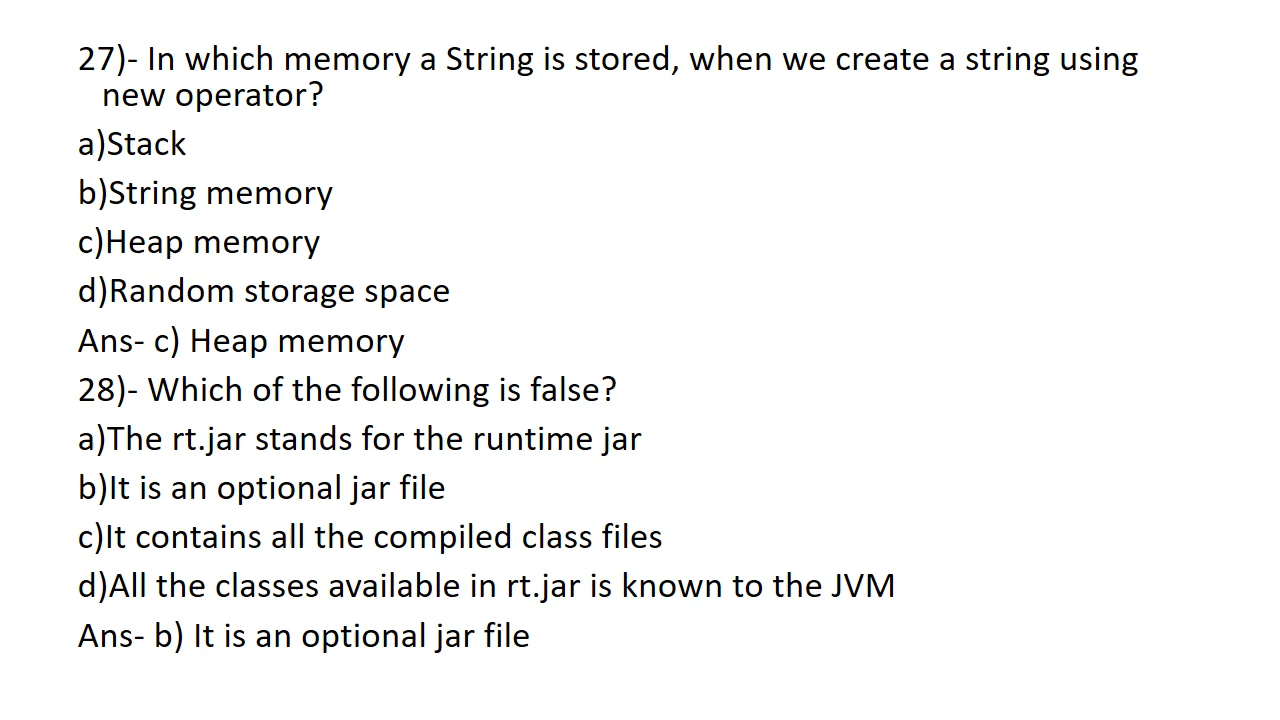 27)- In which memory a String is stored, when we create a string using
new operator?
a)Stack
b)String memory
c)Heap memory
d)Random storage space
Ans- c) Heap memory
28)- Which of the following is false?
a)The rt.jar stands for the runtime jar
b)It is an optional jar file
c)It contains all the compiled class files
d)All the classes available in rt.jar is known to the JVM
Ans- b) It is an optional jar file